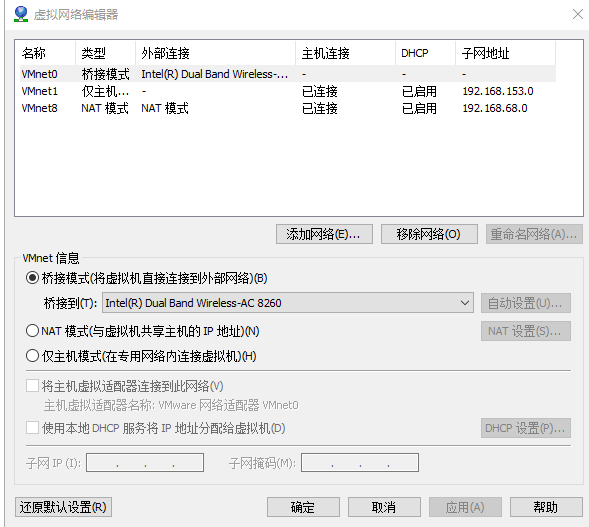 虚拟网络编辑器
名称 类型 外部连接 主机连接 DHCP 子网地址
VMnet0 桥接模式 Intel(R) Dual Band Wireless-... - - -
VMnet1 仅主机... - 已连接 已启用 192.168.153.0
VMnet8 NAT 模式 NAT 模式 已连接 已启用 192.168.68.0
添加网络(E)... 移除网络(O) 重命名网络(A)...
VMnet 信息
桥接模式(将虚拟机直接连接到外部网络)(B)
桥接到(T): Intel(R) Dual Band Wireless-AC 8260 自动设置(U)...
NAT 模式(与虚拟机共享主机的 IP 地址)(N) NAT 设置(S)...
仅主机模式(在专用网络内连接虚拟机)(H)
将主机虚拟适配器连接到此网络(V)
主机虚拟适配器名称: VMware 网络适配器 VMnet0
使用本地 DHCP 服务将 IP 地址分配给虚拟机(D) DHCP 设置(P)...
子网 IP (I): . . . 子网掩码(M): . . .
还原默认设置(R) 确定 取消 应用(A) 帮助